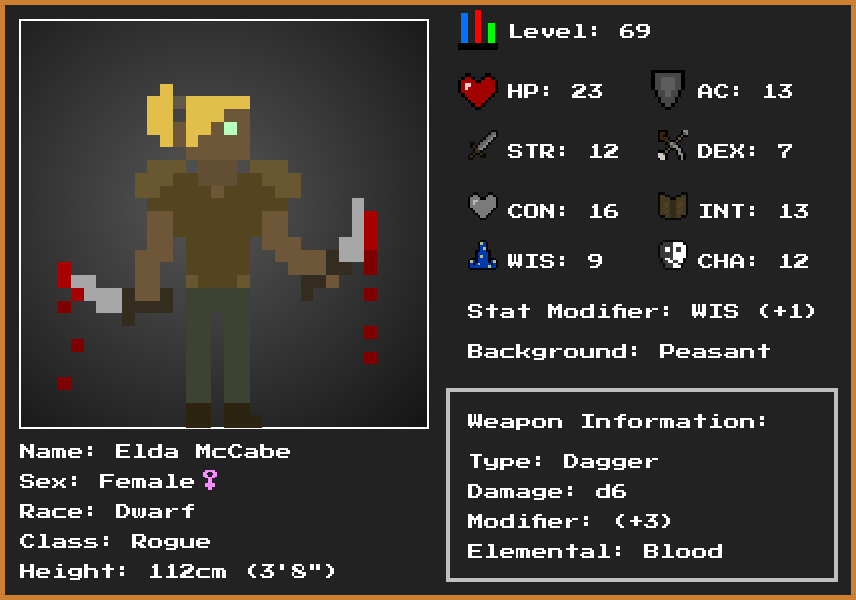 Level: 69
HP: 23 AC: 13
STR: 12 DEX: 7
CON: 16 INT: 13
WIS: 9 CHA: 12
Stat Modifier: WIS (+1)
Background: Peasant
Weapon Information:
Type: Dagger
Damage: d6
Modifier: (+3)
Elemental: Blood
Name: Elda McCabe
Sex: Female♀
Race: Dwarf
Class: Rogue
Height: 112cm (3'8")